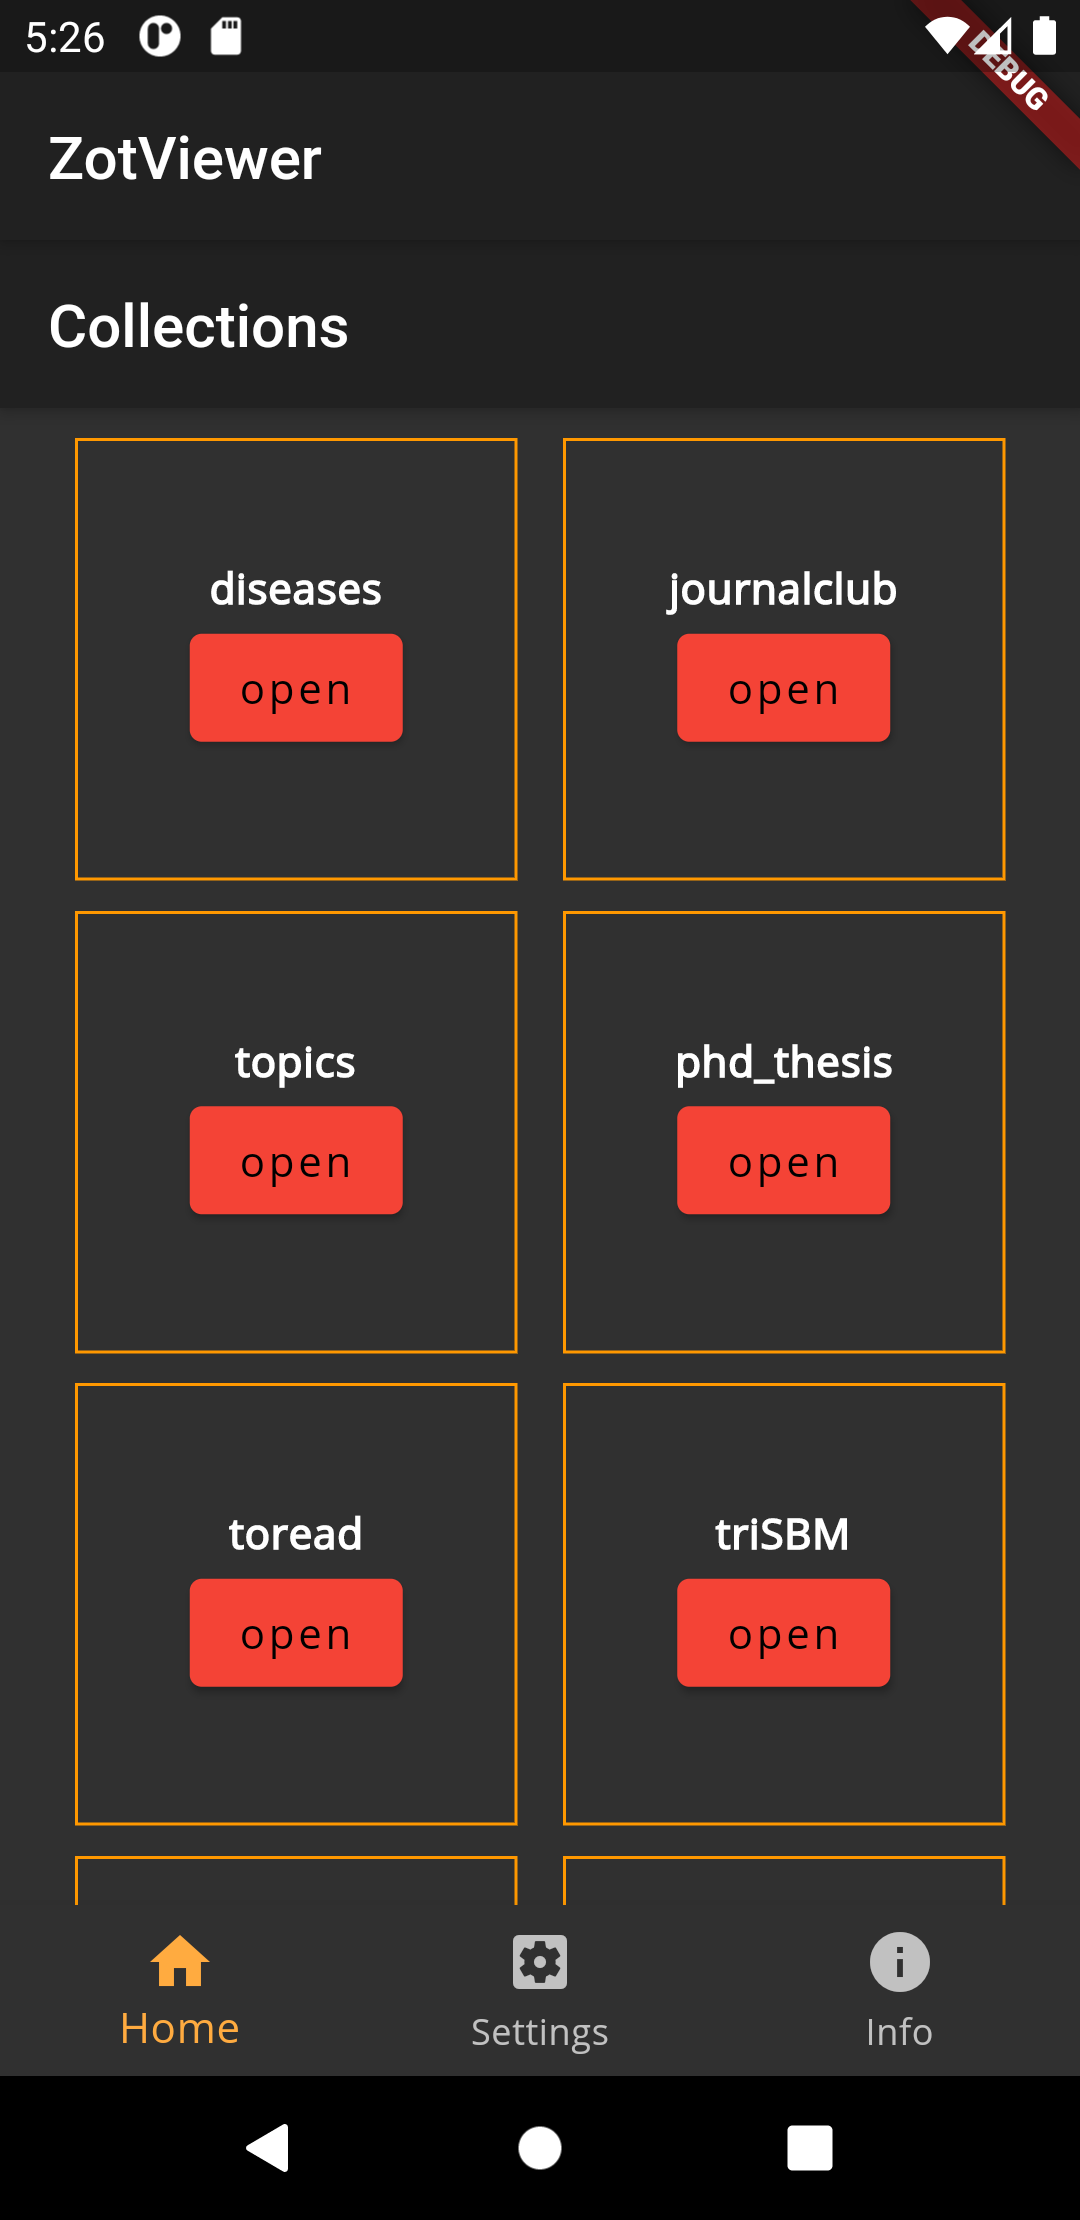 5:26
DEBUG
ZotViewer
Collections
diseases
journalclub
open
open
topics
phd_thesis
open
open
toread
triSBM
open
open
Home
Settings
Info